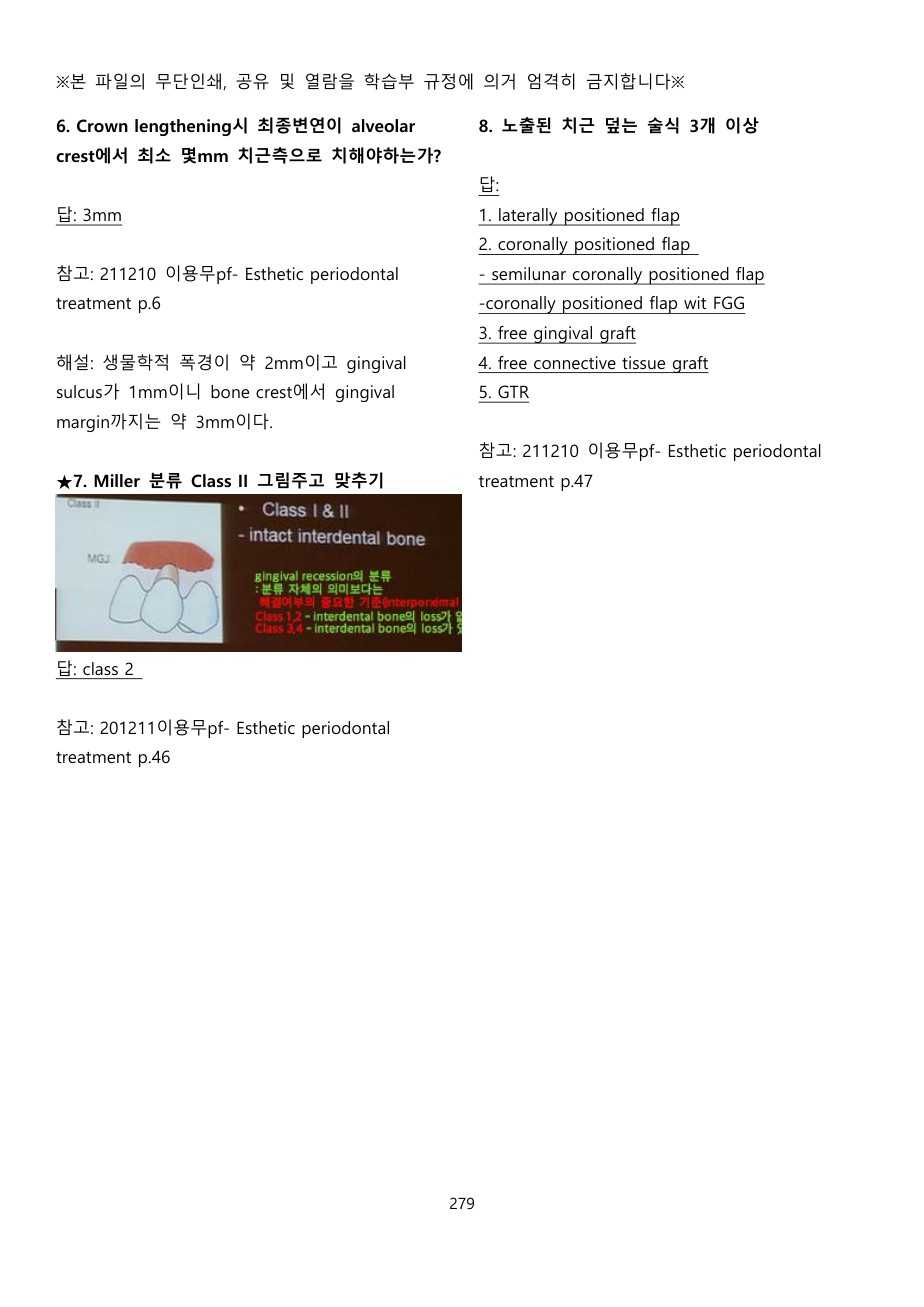 ※본 파일의 무단인쇄, 공유 및 열람을 학습부 규정에 의거 엄격히 금지합니다※
6. Crown lengthening시 최종변연이 alveolar
crest에서 최소 몇mm 치근측으로 치해야하는가?
답: 3mm
참고: 211210 이용무pf- Esthetic periodontal
treatment p.6
해설: 생물학적 폭경이 약 2mm이고 gingival
sulcus가 1mm이니 bone crest에서 gingival
margin까지는 약 3mm이다.
★7. Miller 분류 Class II 그림주고 맞추기
Class II
MGJ
• Class I & II
- intact interdental bone
gingival recession의 분류
: 분류 자체의 의미보다는
해결여부의 중요한 기준(interporximal
Class 1,2 - interdental bone의 loss가 없
Class 3,4 - interdental bone의 loss가 있
답: class 2
참고: 201211이용무pf- Esthetic periodontal
treatment p.46
8. 노출된 치근 덮는 술식 3개 이상
답:
1. laterally positioned flap
2. coronally positioned flap
- semilunar coronally positioned flap
-coronally positioned flap wit FGG
3. free gingival graft
4. free connective tissue graft
5. GTR
참고: 211210 이용무pf- Esthetic periodontal
treatment p.47
279